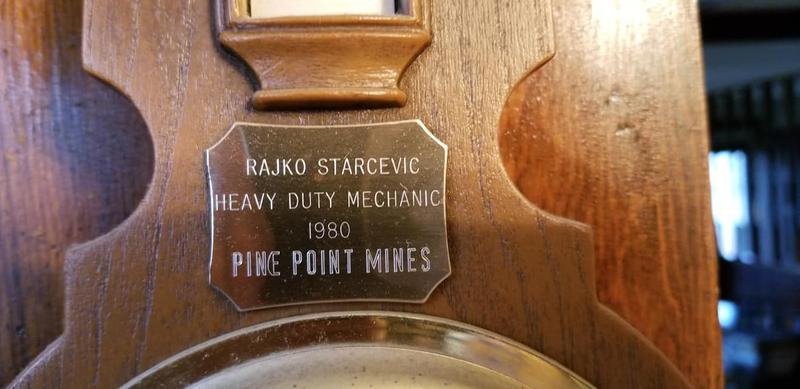 RAJKO STARCEVIC
HEAVY DUTY MECHANIC
1980
PINE POINT MINES